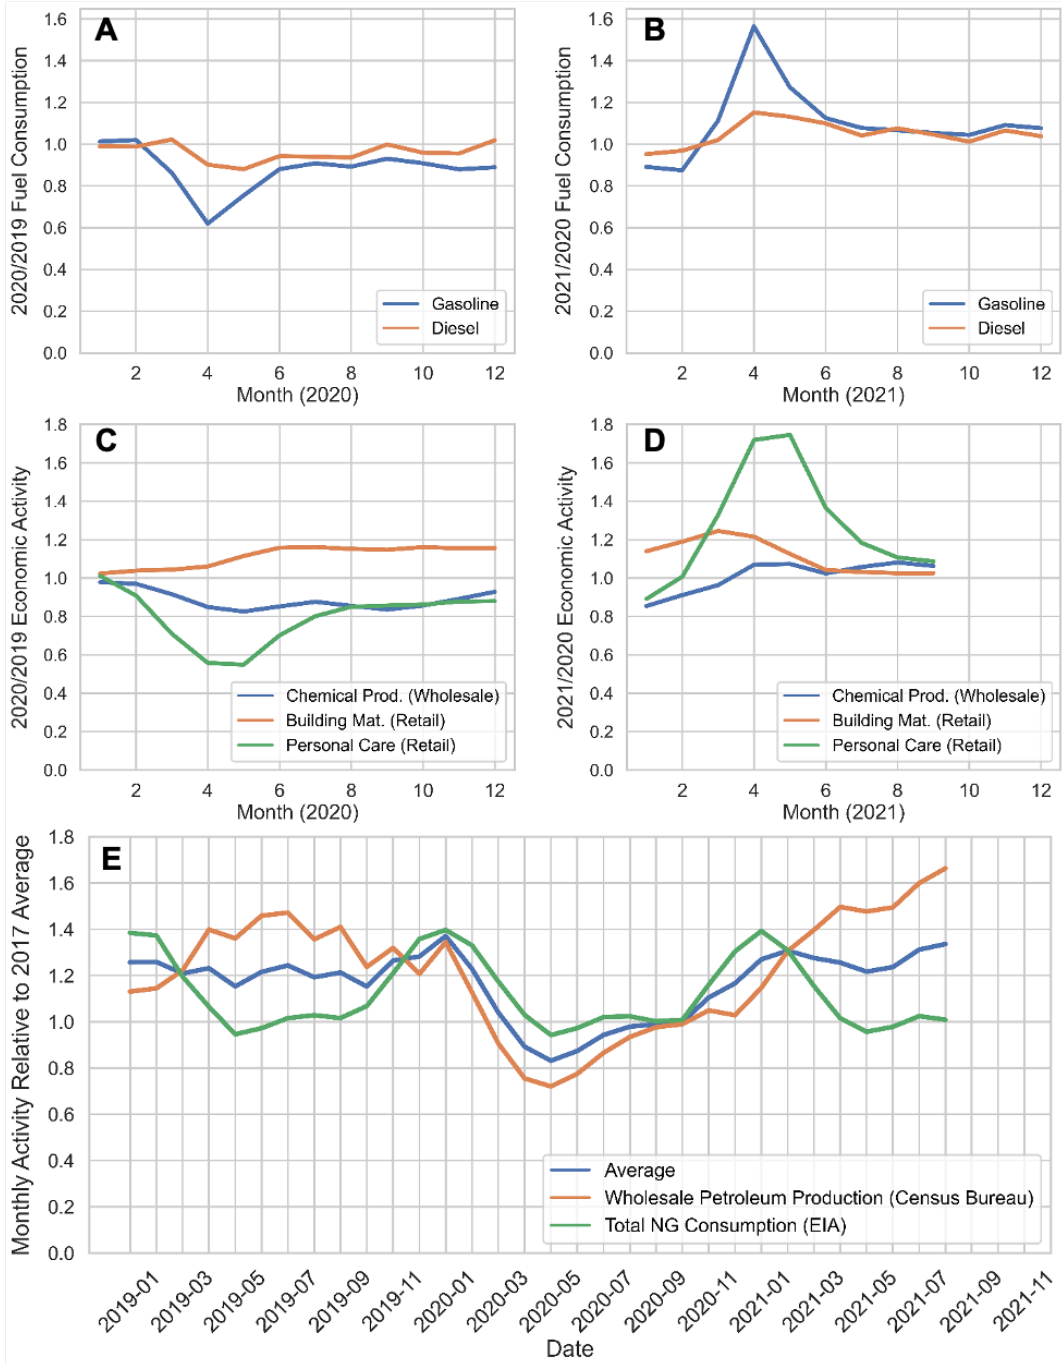 A
2020/2019 Fuel Consumption
1.6
1.4
1.2
1.0
0.8
0.6
0.4
0.2
0.0
Gasoline
Diesel
2 4 6 8 10 12
Month (2020)
B
2021/2020 Fuel Consumption
1.6
1.4
1.2
1.0
0.8
0.6
0.4
0.2
0.0
Gasoline
Diesel
2 4 6 8 10 12
Month (2021)
C
2020/2019 Economic Activity
1.8
1.6
1.4
1.2
1.0
0.8
0.6
0.4
0.2
0.0
Chemical Prod. (Wholesale)
Building Mat. (Retail)
Personal Care (Retail)
2 4 6 8 10 12
Month (2020)
D
2021/2020 Economic Activity
1.8
1.6
1.4
1.2
1.0
0.8
0.6
0.4
0.2
0.0
Chemical Prod. (Wholesale)
Building Mat. (Retail)
Personal Care (Retail)
2 4 6 8 10 12
Month (2021)
E
Monthly Activity Relative to 2017 Average
1.8
1.6
1.4
1.2
1.0
0.8
0.6
0.4
0.2
0.0
Average
Wholesale Petroleum Production (Census Bureau)
Total NG Consumption (EIA)
2019-01 2019-03 2019-05 2019-07 2019-09 2019-11 2020-01 2020-03 2020-05 2020-07 2020-09 2020-11 2021-01 2021-03 2021-05 2021-07 2021-09 2021-11
Date